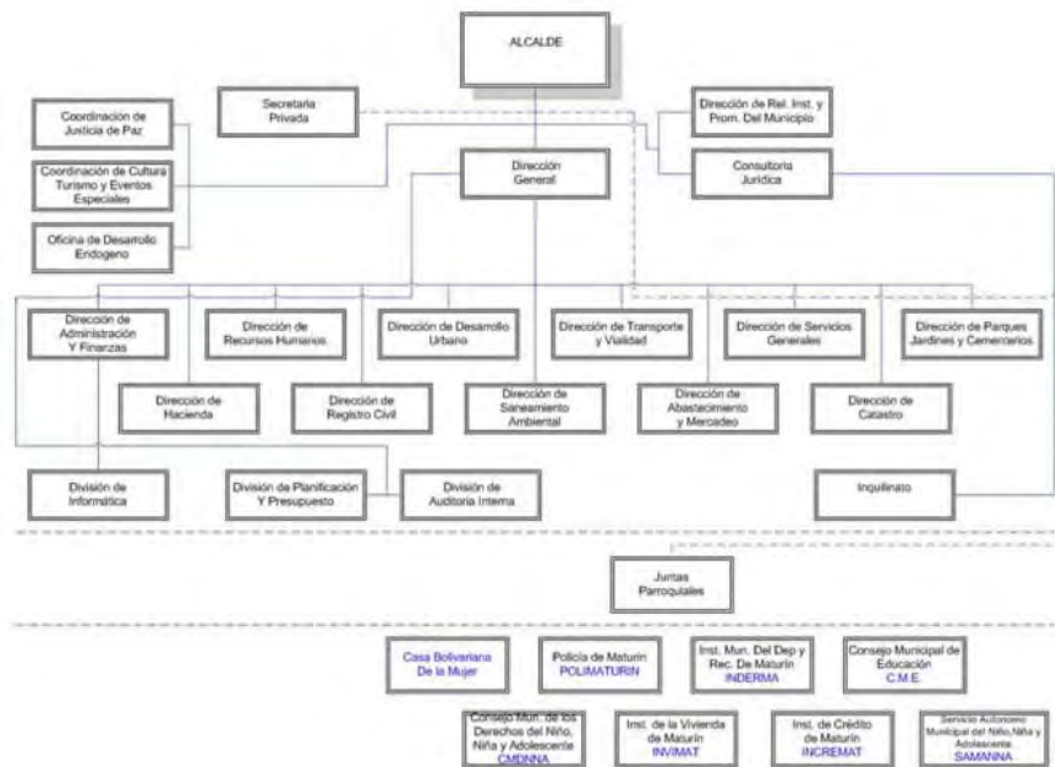 ALCALDE
Secretaria
Privada
Dirección de Rel. Inst. y
Prom. Del Municipio
Coordinación de
Justicia de Paz
Coordinación de Cultura
Turismo y Eventos
Especiales
Dirección
General
Consultoria
Jurídica
Oficina de Desarrollo
Endogeno
Dirección de
Administración
Y Finanzas
Dirección de
Recursos Humanos
Dirección de Desarrollo
Urbano
Dirección de Transporte
y Vialidad
Dirección de Servicios
Generales
Dirección de Parques
Jardines y Cementerios
Dirección de
Hacienda
Dirección de
Registro Civil
Dirección de
Saneamiento
Ambiental
Dirección de
Abastecimiento
y Mercadeo
Dirección de
Catastro
División de
Informática
División de Planificación
Y Presupuesto
División de
Auditoria Interna
Inquilinato
Juntas
Parroquiales
Casa Bolivariana
De la Mujer
Policía de Maturín
POLIMATURIN
Inst. Mun. Del Dep y
Rec. De Maturín
INDERMA
Consejo Municipal de
Educación
C.M.E.
Consejo Mun. de los
Derechos del Niño,
Niña y Adolescente
CMDNNA
Inst. de la Vivienda
de Maturín
INVIMAT
Inst. de Crédito
de Maturín
INCREMAT
Servicio Autonomo
Municipal del Niño,Niña y
Adolescente
SAMANNA